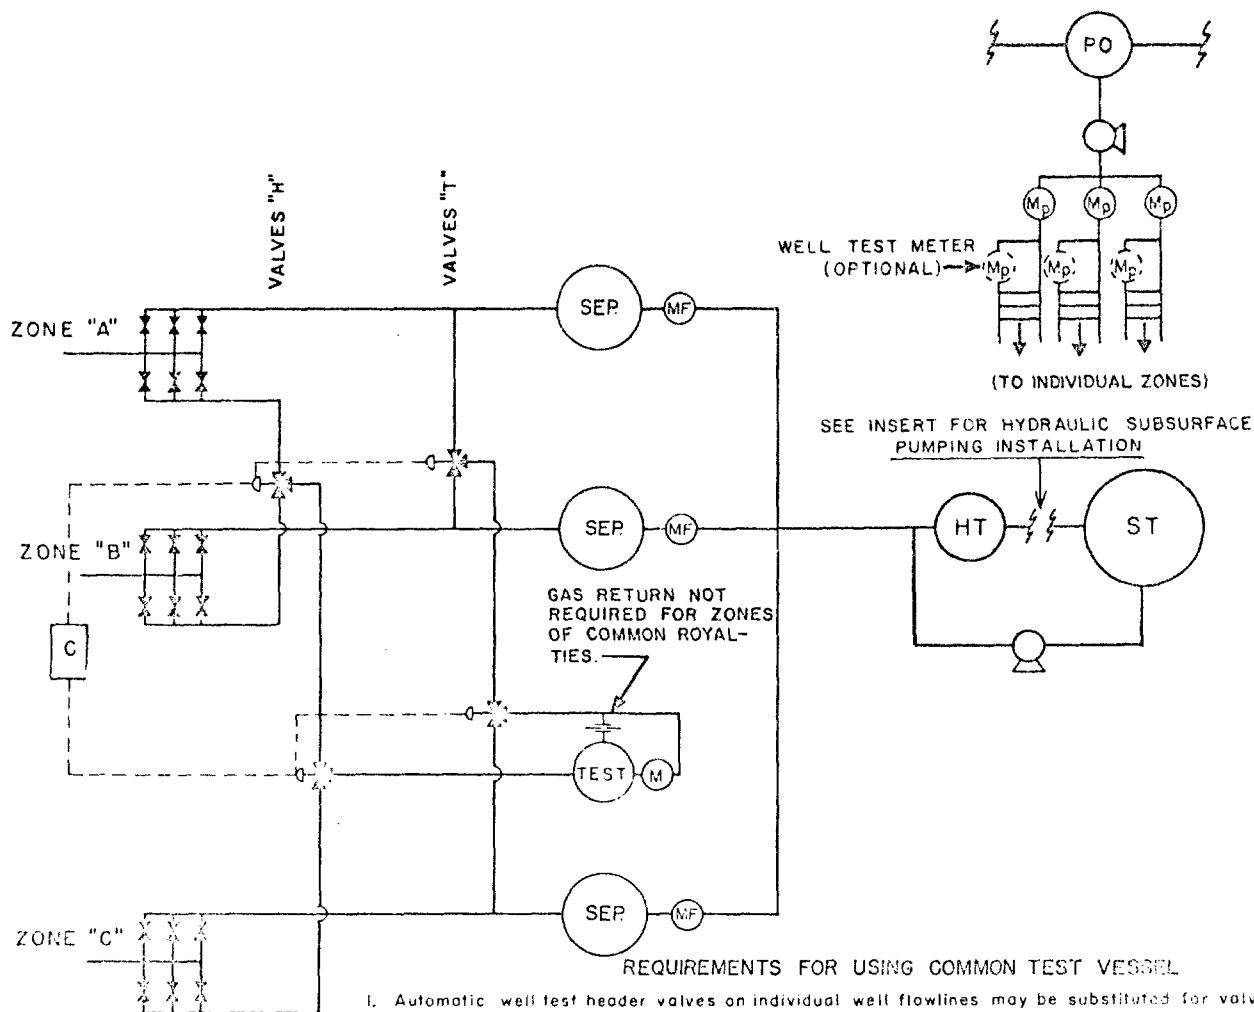 PO
Mp Mp Mp
WELL TEST METER
(OPTIONAL)
Mp Mp Mp
(TO INDIVIDUAL ZONES)
VALVES "H"
VALVES "T"
ZONE "A"
SEP.
MF
SEE INSERT FOR HYDRAULIC SUBSURFACE
PUMPING INSTALLATION
ZONE "B"
SEP.
MF
HT
ST
C
GAS RETURN NOT
REQUIRED FOR ZONES
OF COMMON ROYAL-
TIES.
TEST
M
ZONE "C"
SEP.
MF
REQUIREMENTS FOR USING COMMON TEST VESSEL
1. Automatic well test header valves on individual well flowlines may be substituted for valv